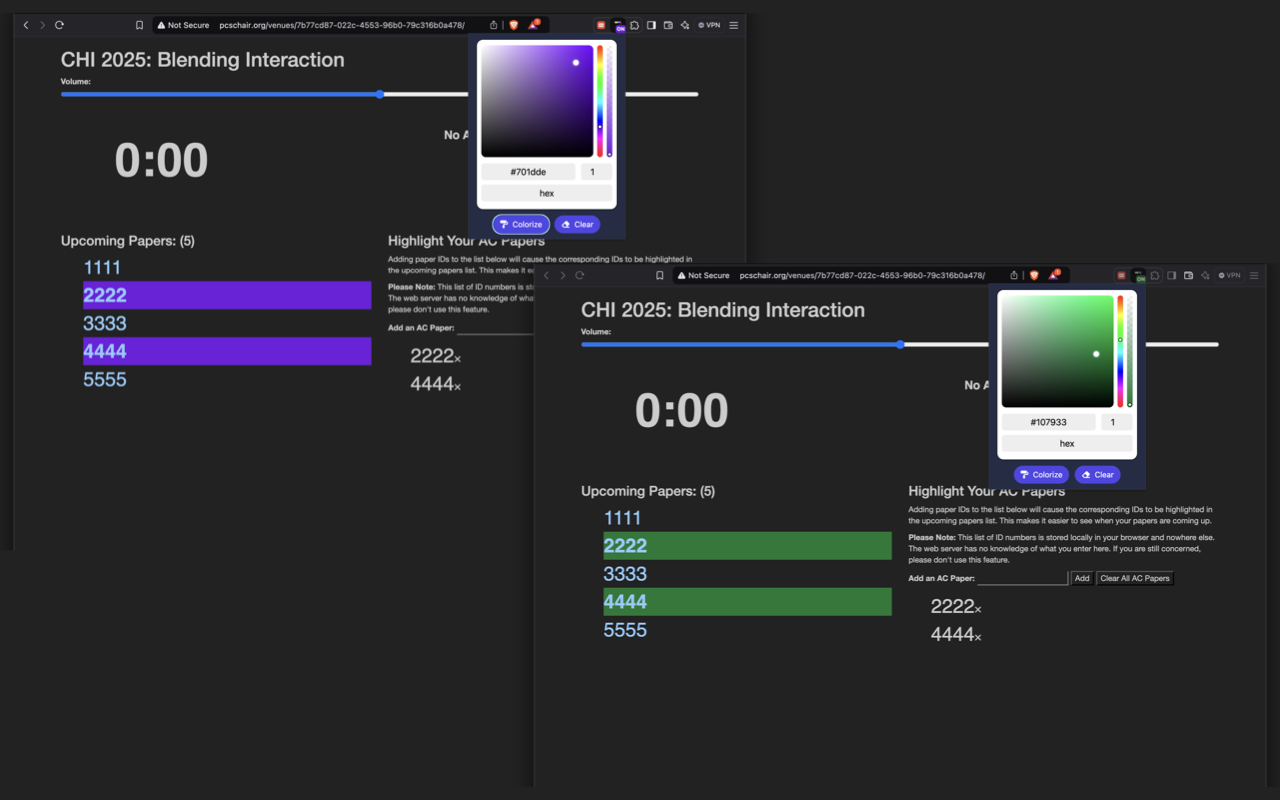 Not Secure pcschair.org/venues/7b77cd87-022c-4553-96b0-79c316b0a478/
VPN
ON
CHI 2025: Blending Interaction
Volume:
No A
0:00
#701dde
1
hex
Colorize
Clear
Upcoming Papers: (5)
1111
2222
3333
4444
5555
Highlight Your AC Papers
Adding paper IDs to the list below will cause the corresponding IDs to be highlighted in
the upcoming papers list. This makes it ea
Please Note: This list of ID numbers is sto
The web server has no knowledge of wha
please don't use this feature.
Add an AC Paper:
2222×
4444×
Not Secure pcschair.org/venues/7b77cd87-022c-4553-96b0-79c316b0a478/
VPN
ON
CHI 2025: Blending Interaction
Volume:
No A
0:00
#107933
1
hex
Colorize
Clear
Upcoming Papers: (5)
1111
2222
3333
4444
5555
Highlight Your AC Papers
Adding paper IDs to the list below will cause the corresponding IDs to be highlighted in
the upcoming papers list. This makes it easier to see when your papers are coming up.
Please Note: This list of ID numbers is stored locally in your browser and nowhere else.
The web server has no knowledge of what you enter here. If you are still concerned,
please don't use this feature.
Add an AC Paper: Add Clear All AC Papers
2222×
4444×